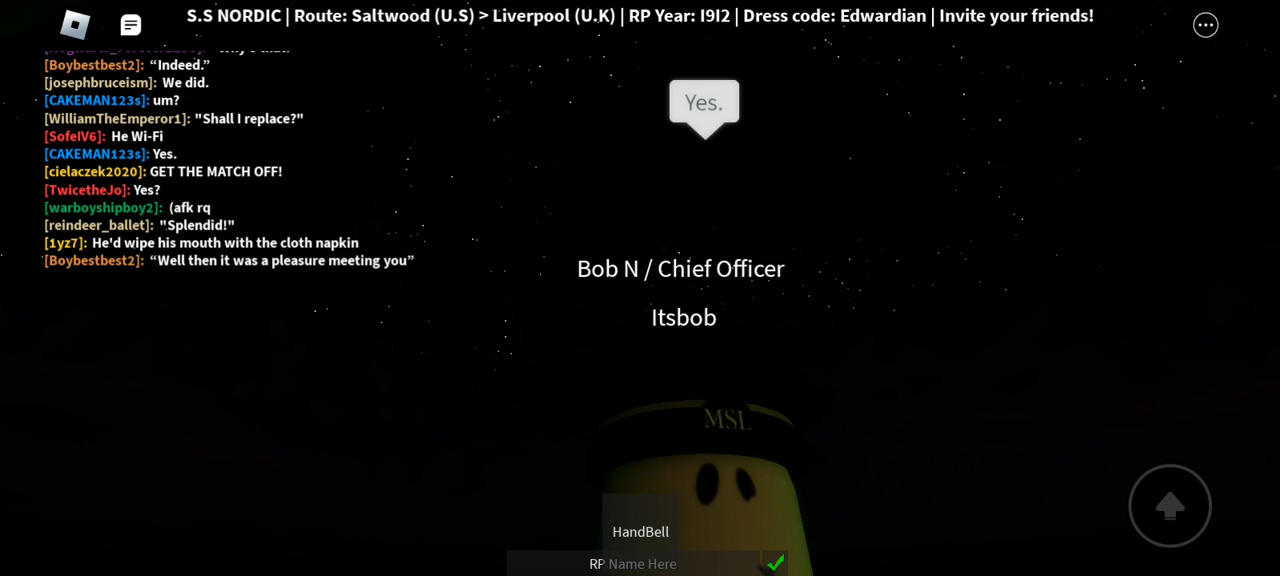 S.S NORDIC | Route: Saltwood (U.S) > Liverpool (U.K) | RP Year: I9I2 | Dress code: Edwardian | Invite your friends!
[Boybestbest2]: “Indeed.”
[josephbruceism]: We did.
[CAKEMAN123s]: um?
[WilliamTheEmperor1]: "Shall I replace?"
[SofeIV6]: He Wi-Fi
[CAKEMAN123s]: Yes.
[cielaczek2020]: GET THE MATCH OFF!
[TwicetheJo]: Yes?
[warboyshipboy2]: (afk rq
[reindeer_ballet]: "Splendid!"
[1yz7]: He'd wipe his mouth with the cloth napkin
[Boybestbest2]: “Well then it was a pleasure meeting you”
Yes.
Bob N / Chief Officer
Itsbob
MSL
HandBell
RP Name Here